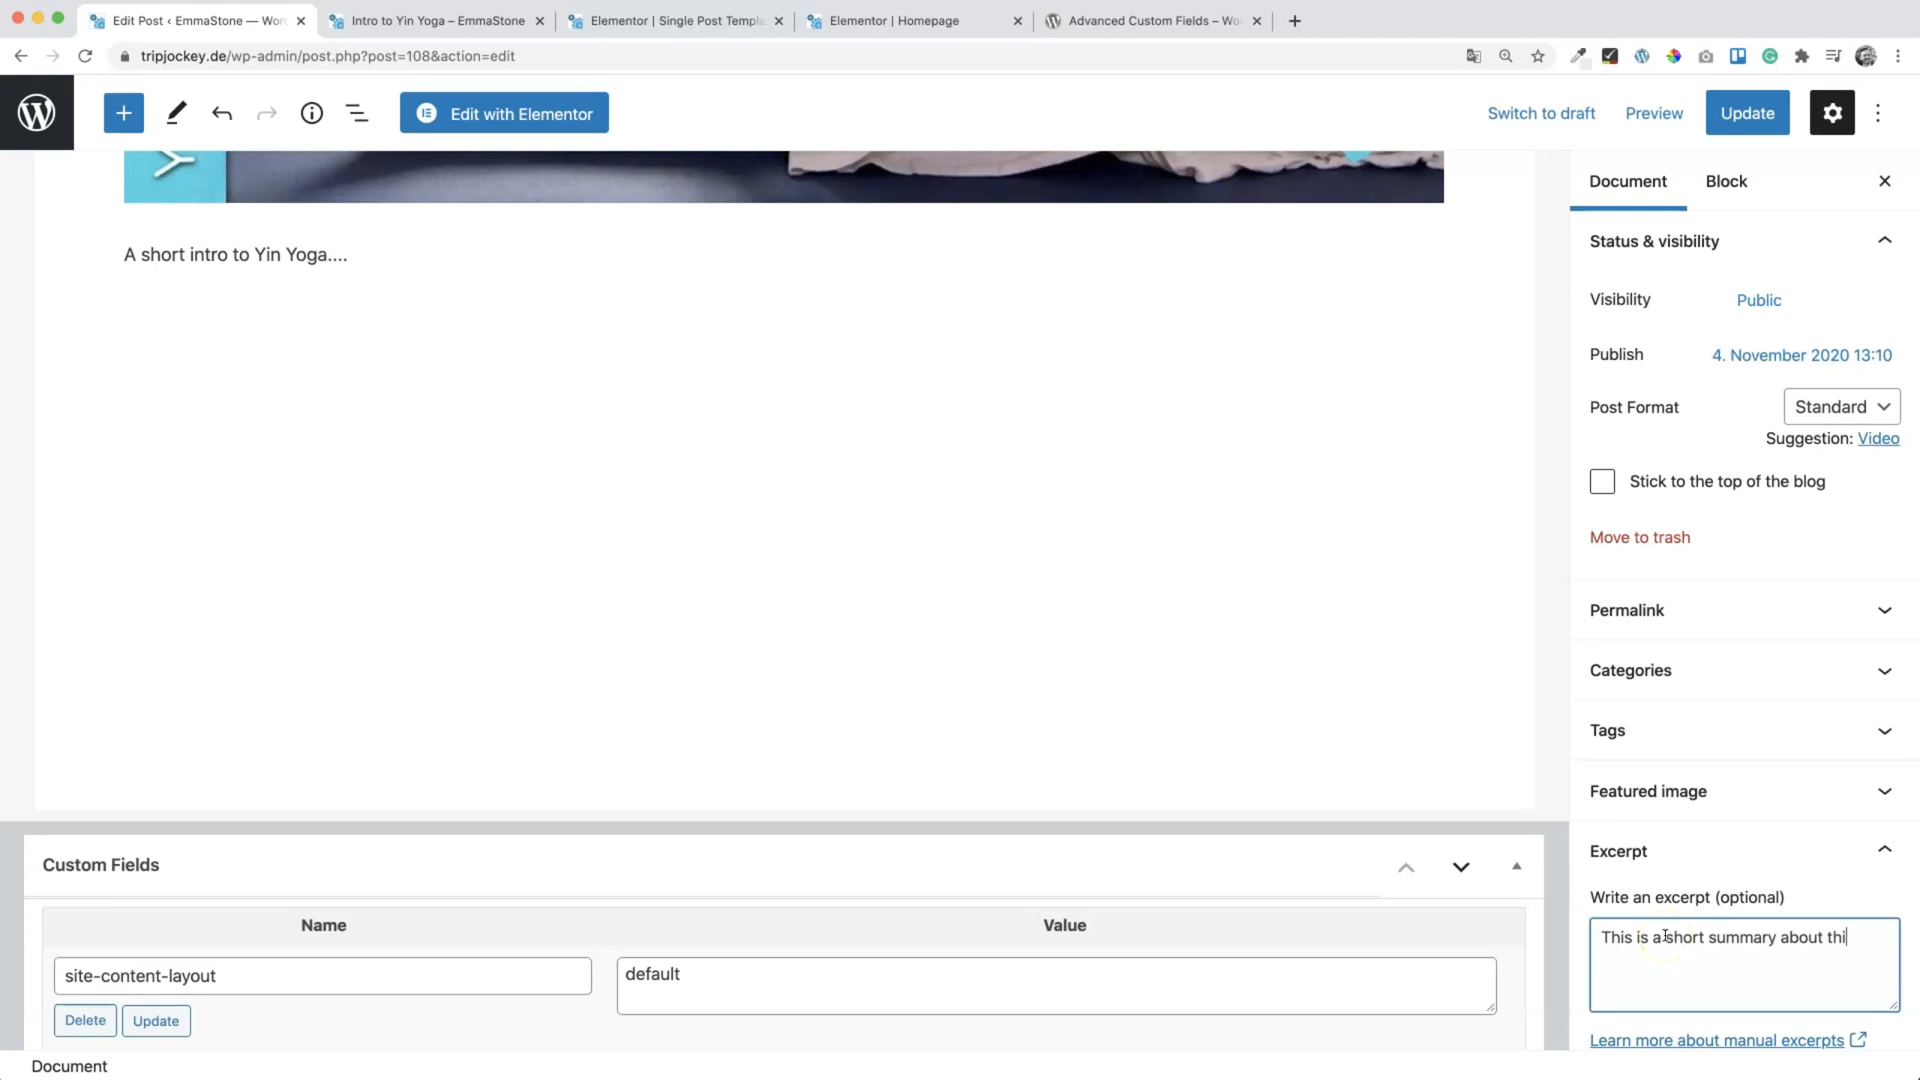 Edit Post ‹ EmmaStone — Wor
Intro to Yin Yoga – EmmaStone
Elementor | Single Post Templa
Elementor | Homepage
Advanced Custom Fields – Wo
tripjockey.de/wp-admin/post.php?post=108&action=edit
Edit with Elementor
Switch to draft
Preview
Update
Y
A short intro to Yin Yoga....
Document
Block
Status & visibility
Visibility
Public
Publish
4. November 2020 13:10
Post Format
Standard
Suggestion: Video
Stick to the top of the blog
Move to trash
Permalink
Categories
Tags
Featured image
Excerpt
Write an excerpt (optional)
This is a short summary about thi
Learn more about manual excerpts
Custom Fields
Name
Value
site-content-layout
default
Delete
Update
Document